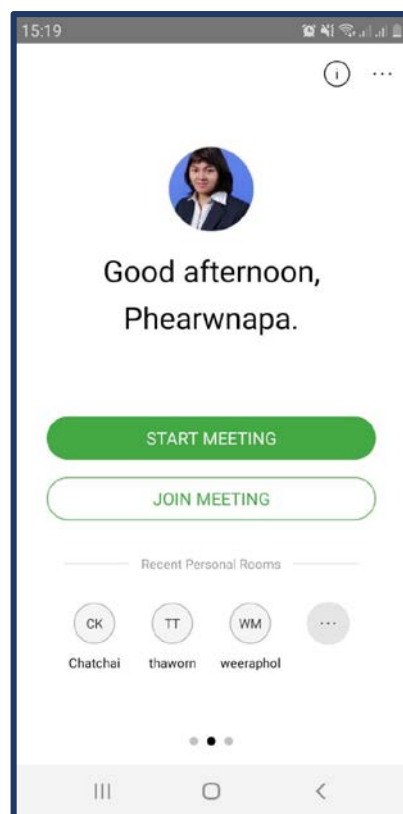 15:19
Good afternoon,
Phearwnapa.
START MEETING
JOIN MEETING
Recent Personal Rooms
CK TT WM
Chatchai thaworn weeraphol